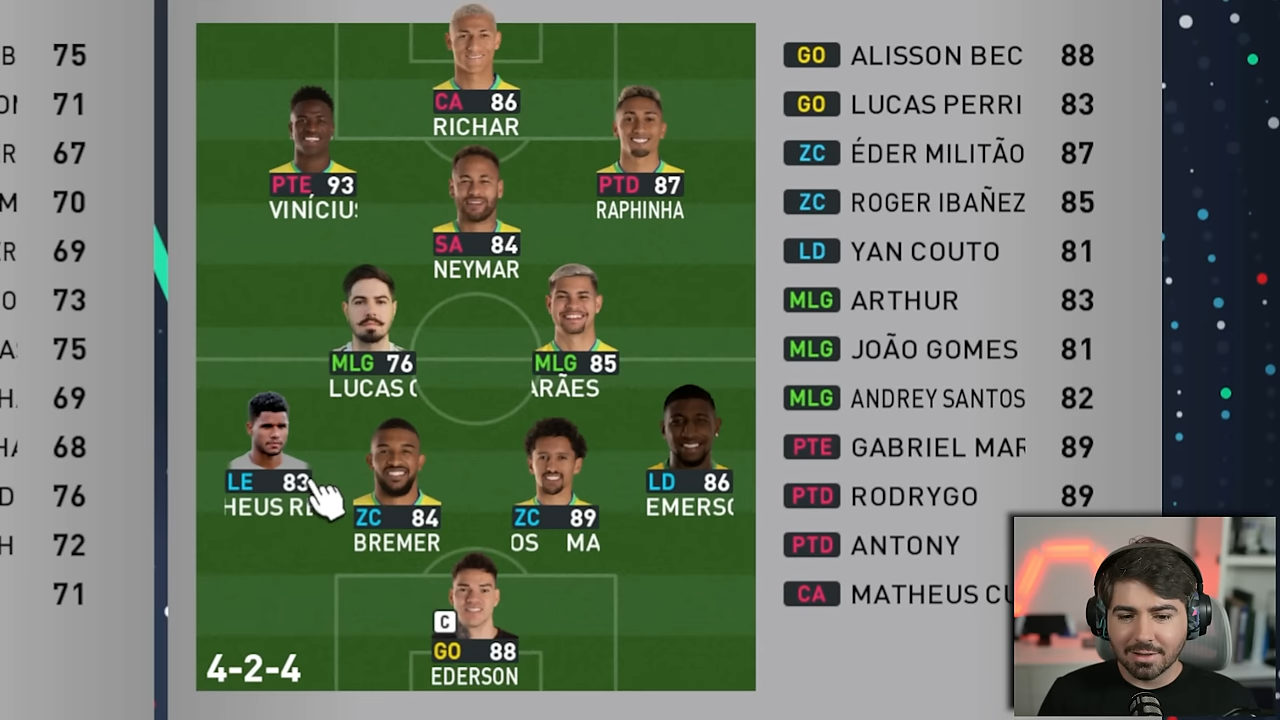 B 75
71
R 67
M 70
ER 69
O 73
75
H. 69
68
D 76
H 72
71
CA 86
RICHAR
PTE 93
VINÍCIUS
PTD 87
RAPHINHA
SA 84
NEYMAR
MLG 76
LUCAS
MLG 85
ARÃES
LE 83
HEUS
ZC 84
BREMER
ZC 89
OS MA
LD 86
EMERSO
C
GO 88
EDERSON
4-2-4
GO ALISSON BEC 88
GO LUCAS PERRI 83
ZC ÉDER MILITÃO 87
ZC ROGER IBAÑEZ 85
LD YAN COUTO 81
MLG ARTHUR 83
MLG JOÃO GOMES 81
MLG ANDREY SANTOS 82
PTE GABRIEL MAR 89
PTD RODRYGO 89
PTD ANTONY
CA MATHEUS CU